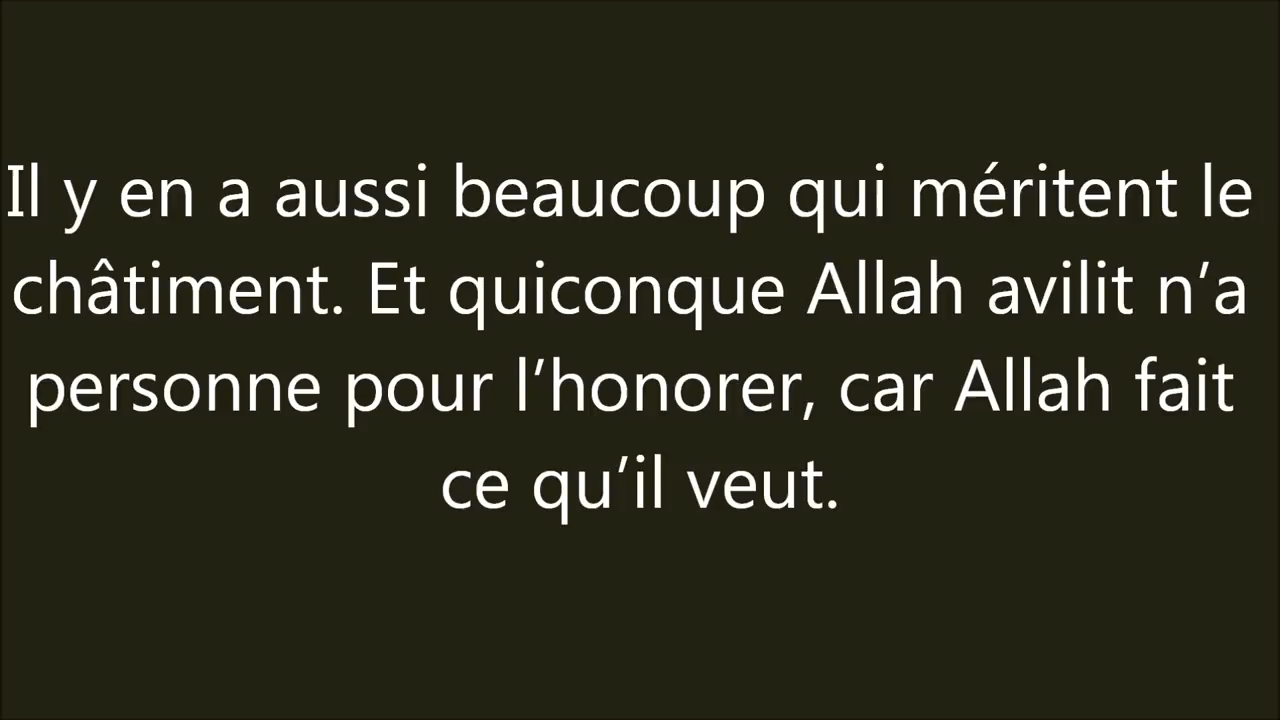 Il y en a aussi beaucoup qui méritent le
châtiment. Et quiconque Allah avilit n’a
personne pour l’honorer, car Allah fait
ce qu’il veut.